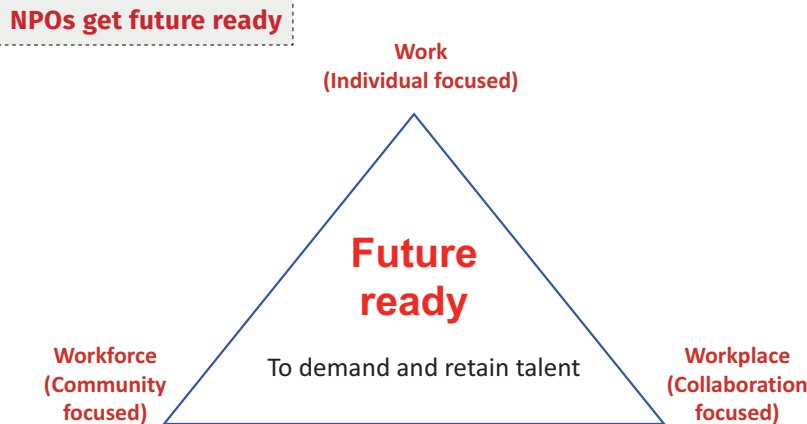 NPOs get future ready
Work
(Individual focused)
Future
ready
To demand and retain talent
Workforce
(Community
focused)
Workplace
(Collaboration
focused)